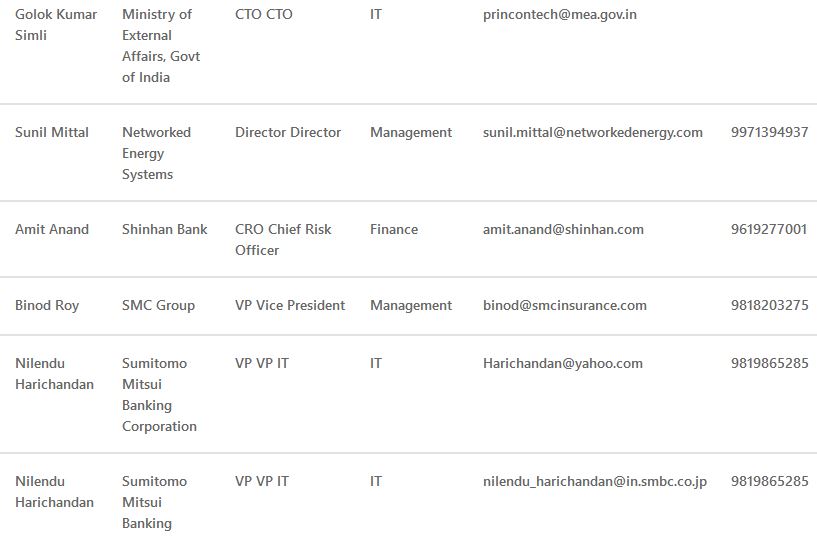 Golok Kumar Ministry of CTO CTO IT princontech@mea.gov.in
Simli External
Affairs, Govt
of India
Sunil Mittal Networked Director Director Management sunil.mittal@networkedenergy.com 9971394937
Energy
Systems
Amit Anand Shinhan Bank CRO Chief Risk Finance amit.anand@shinhan.com 9619277001
Officer
Binod Roy SMC Group VP Vice President Management binod@smcinsurance.com 9818203275
Nilendu Sumitomo VP VP IT IT Harichandan@yahoo.com 9819865285
Harichandan Mitsui
Banking
Corporation
Nilendu Sumitomo VP VP IT IT nilendu_harichandan@in.smbc.co.jp 9819865285
Harichandan Mitsui
Banking